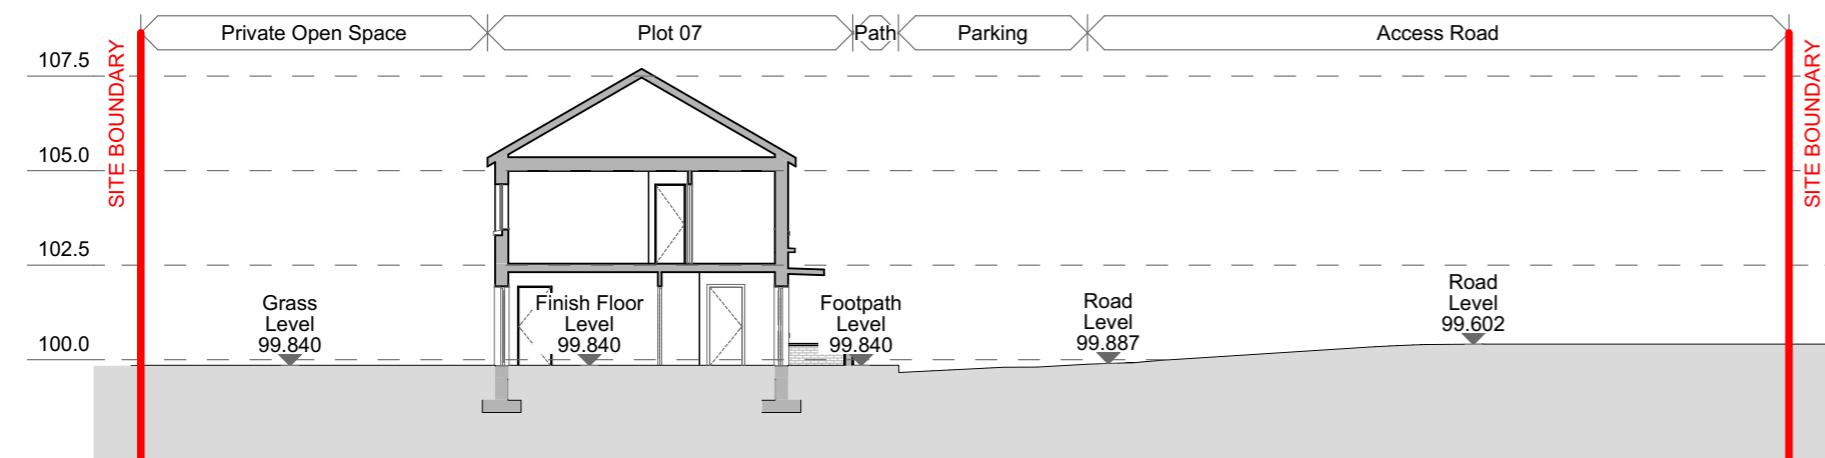 Private Open Space
Plot 07
Path
Parking
Access Road
107.5
105.0
102.5
100.0
SITE BOUNDARY
SITE BOUNDARY
Grass
Level
99.840
Finish Floor
Level
99.840
Footpath
Level
99.840
Road
Level
99.887
Road
Level
99.602